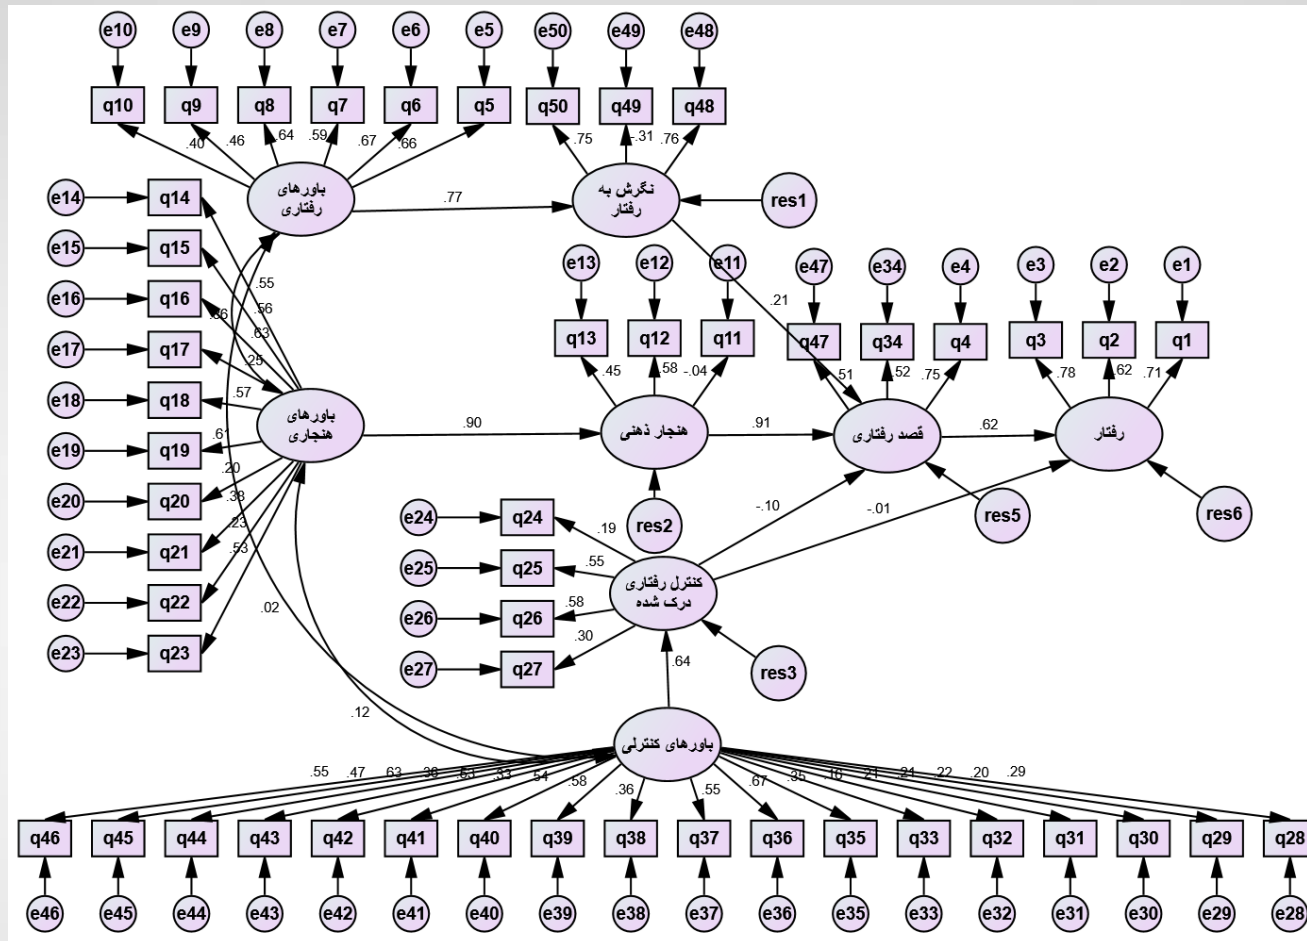 e10 e9 e8 e7 e6 e5 e50 e49 e48
q10 q9 q8 q7 q6 q5 q50 q49 q48
.40 .46 .64 .59 .67 .66 .75 -.31 .76
باورهای
رفتاری
.77
نگرش به
رفتار
res1
e14 q14
e15 q15
e16 q16
e17 q17
e18 q18
e19 q19
e20 q20
e21 q21
e22 q22
e23 q23
.55
.56
.63
.25
.57
.20
.38
.23
.53
.02
.12
باورهای
هنجاری
.90
e13 e12 e11
q13 q12 q11
.45 .58 -.04
هنجار ذهنی
res2
.91
.21
e47 e34 e4
q47 q34 q4
.51 .52 .75
قصد رفتاری
res5
.62
e3 e2 e1
q3 q2 q1
.78 .62 .71
رفتار
res6
-.10
-.01
e24 q24
e25 q25
e26 q26
e27 q27
.19
.55
.58
.30
کنترل رفتاری
درک شده
res3
.64
باورهای کنترلی
.55 .47 .63 .33 .54 .58 .36 .55 .67 .35 .16 .21 .21 .22 .20 .29
q46 q45 q44 q43 q42 q41 q40 q39 q38 q37 q36 q35 q33 q32 q31 q30 q29 q28
e46 e45 e44 e43 e42 e41 e40 e39 e38 e37 e36 e35 e33 e32 e31 e30 e29 e28